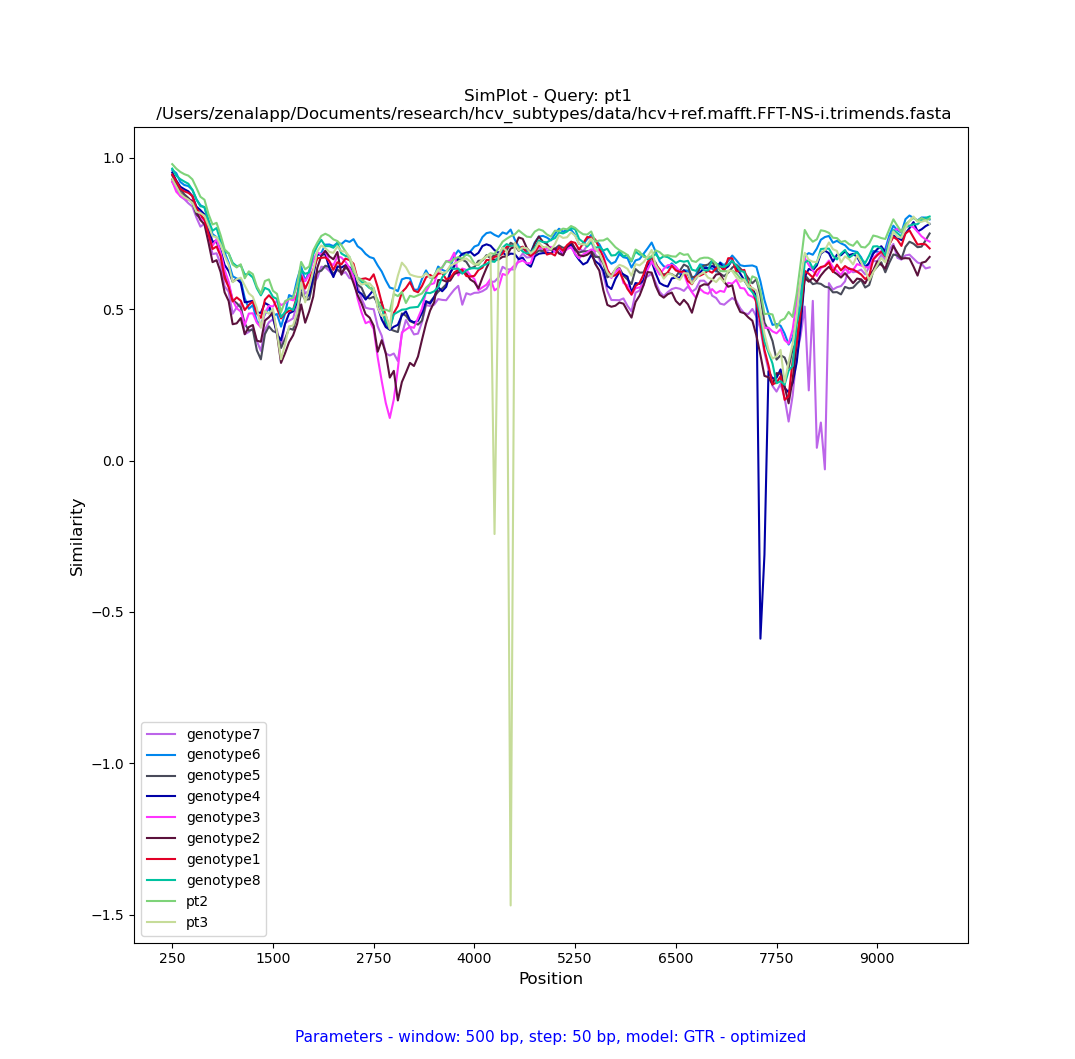 SimPlot - Query: pt1
/Users/zenalapp/Documents/research/hcv_subtypes/data/hcv+ref.mafft.FFT-NS-i.trimends.fasta
1.0
0.5
0.0
−0.5
−1.0
−1.5
Similarity
genotype7
genotype6
genotype5
genotype4
genotype3
genotype2
genotype1
genotype8
pt2
pt3
250 1500 2750 4000 5250 6500 7750 9000
Position
Parameters - window: 500 bp, step: 50 bp, model: GTR - optimized